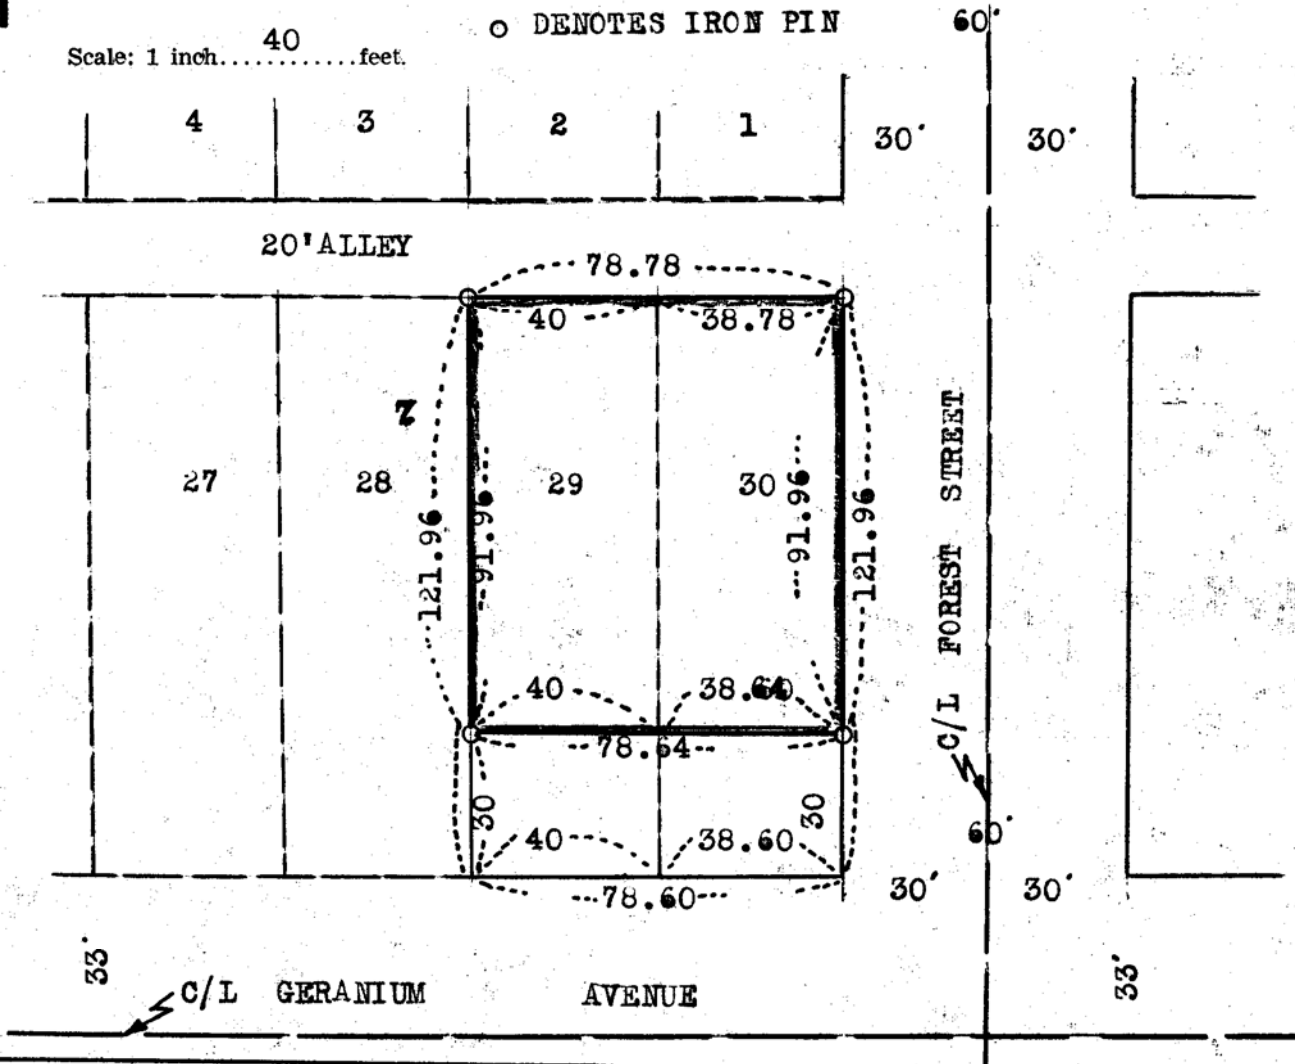 DENOTES IRON PIN
60'
Scale: 1 inch............feet.
40
4 3 2 1 30' 30'
20'ALLEY
78.78
40 38.78
27 28 29 30
121.96
91.96
91.96
121.96
C/L FOREST STREET
40 38.64
78.64
30 30
40 38.60
60'
78.60
30' 30'
33'
33'
C/L GERANIUM AVENUE